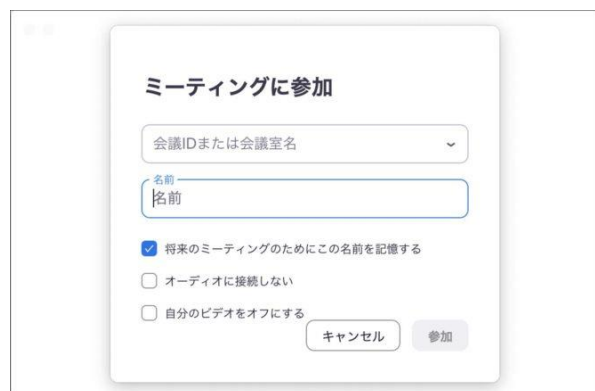 ミーティングに参加
会議IDまたは会議室名
名前
名前
将来のミーティングのためにこの名前を記憶する
オーディオに接続しない
自分のビデオをオフにする
キャンセル
参加